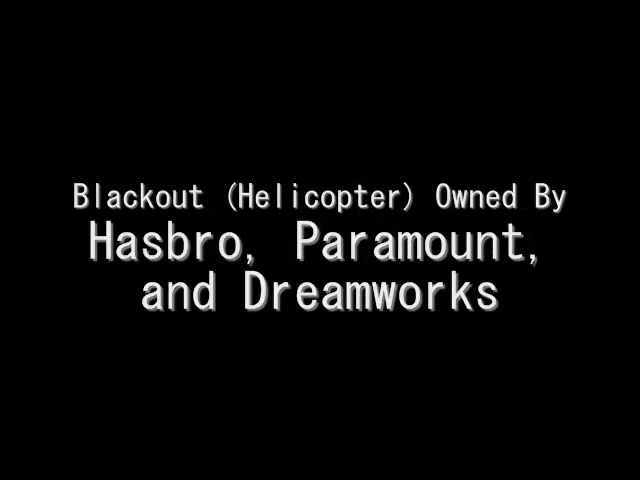 Blackout (Helicopter) Owned By
Hasbro, Paramount,
and Dreamworks